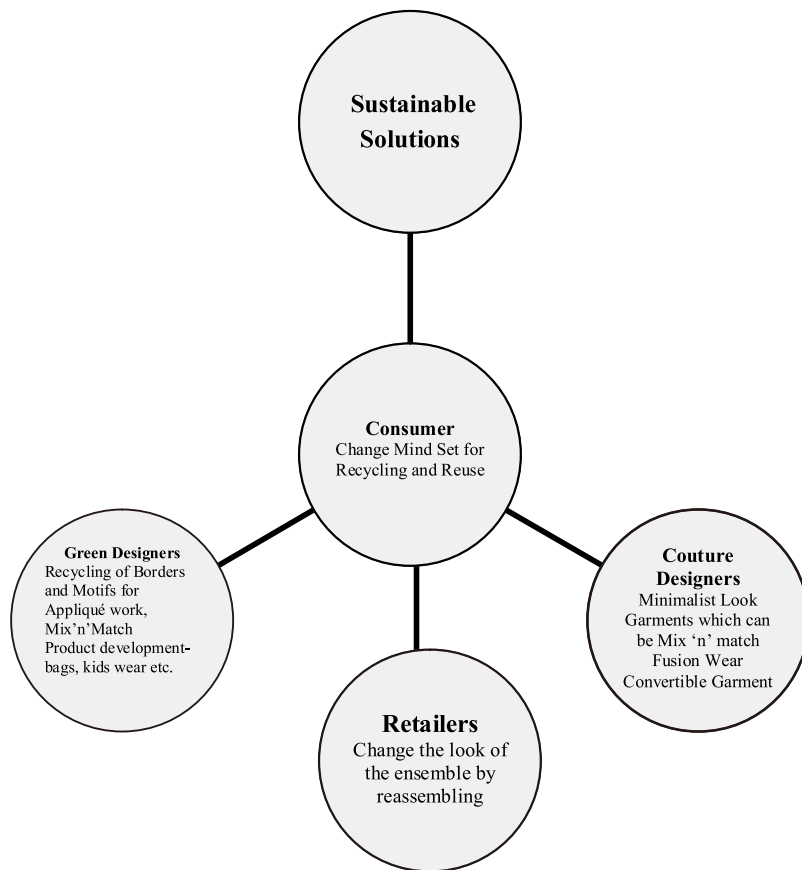 Sustainable
Solutions
Consumer
Change Mind Set for
Recycling and Reuse
Green Designers
Recycling of Borders
and Motifs for
Appliqué work,
Mix’n’Match
Product development-
bags, kids wear etc.
Couture
Designers
Minimalist Look
Garments which can
be Mix ‘n’ match
Fusion Wear
Convertible Garment
Retailers
Change the look of
the ensemble by
reassembling